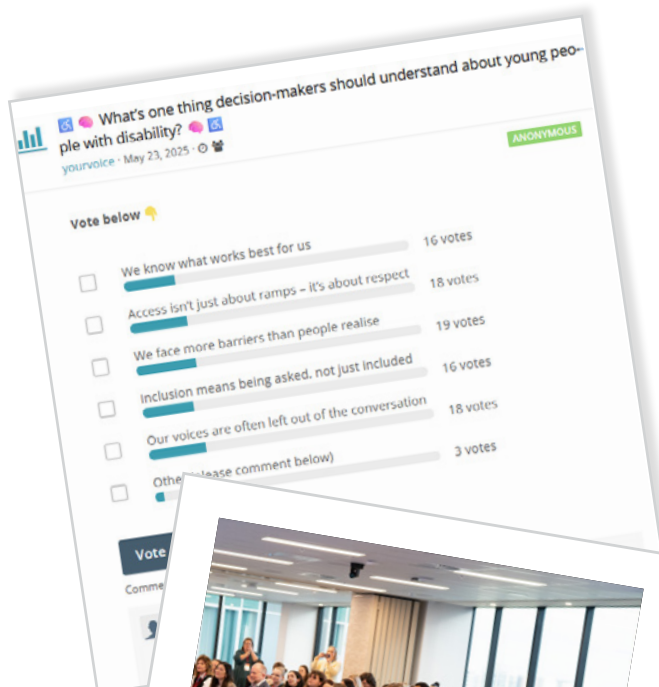 ♿ 🧠 What's one thing decision-makers should understand about young peo-
ple with disability? 🧠 ♿
yourvoice · May 23, 2025 ·
ANONYMOUS
Vote below 👇
We know what works best for us
16 votes
Access isn't just about ramps – it's about respect
18 votes
We face more barriers than people realise
19 votes
Inclusion means being asked, not just included
16 votes
Our voices are often left out of the conversation
18 votes
Other comment below)
3 votes
Vote